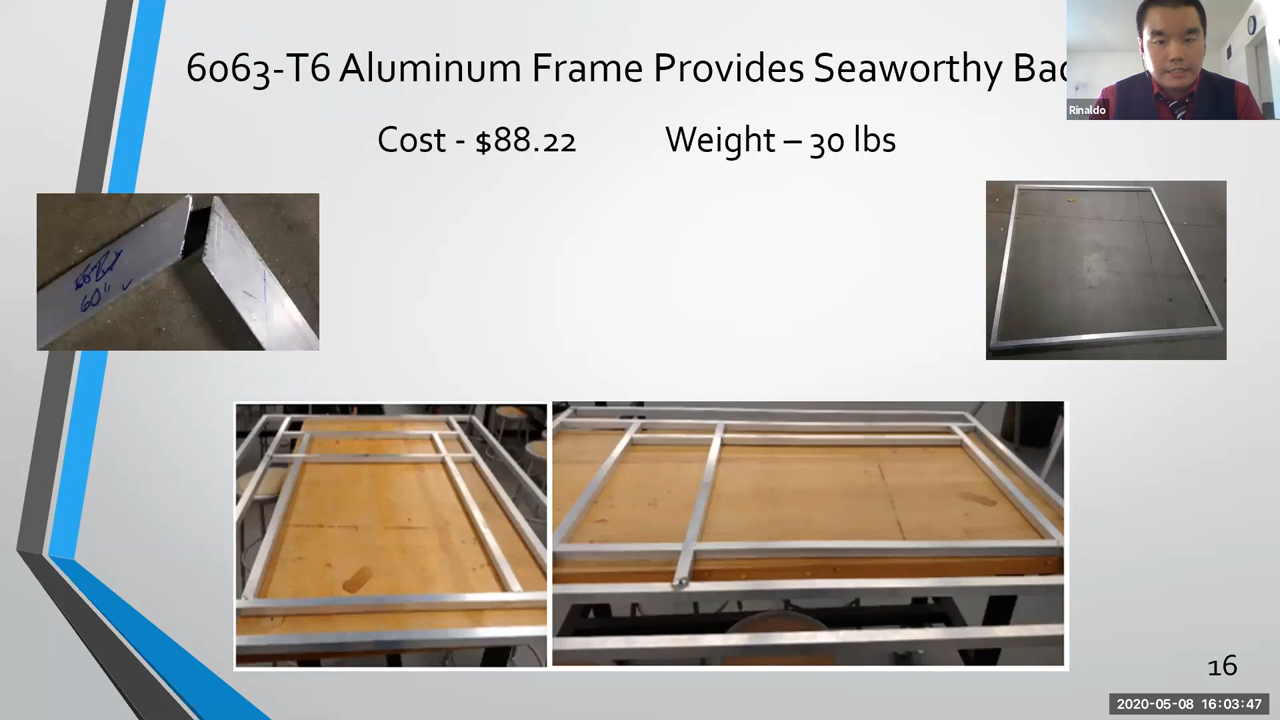 6063-T6 Aluminum Frame Provides Seaworthy
Rinaldo
Cost - $88.22 Weight – 30 lbs
60"
16
2020-05-08 16:03:47